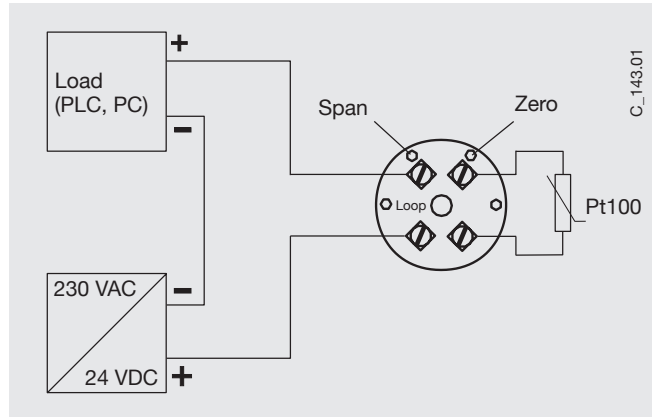 +
Load
(PLC, PC)
−
Span
Zero
C_143.01
Loop
Pt100
230 VAC
−
24 VDC
+